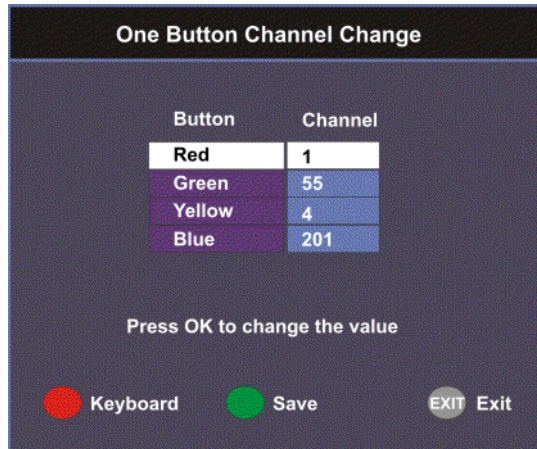 One Button Channel Change
Button Channel
Red 1
Green 55
Yellow 4
Blue 201
Press OK to change the value
Keyboard Save EXIT Exit